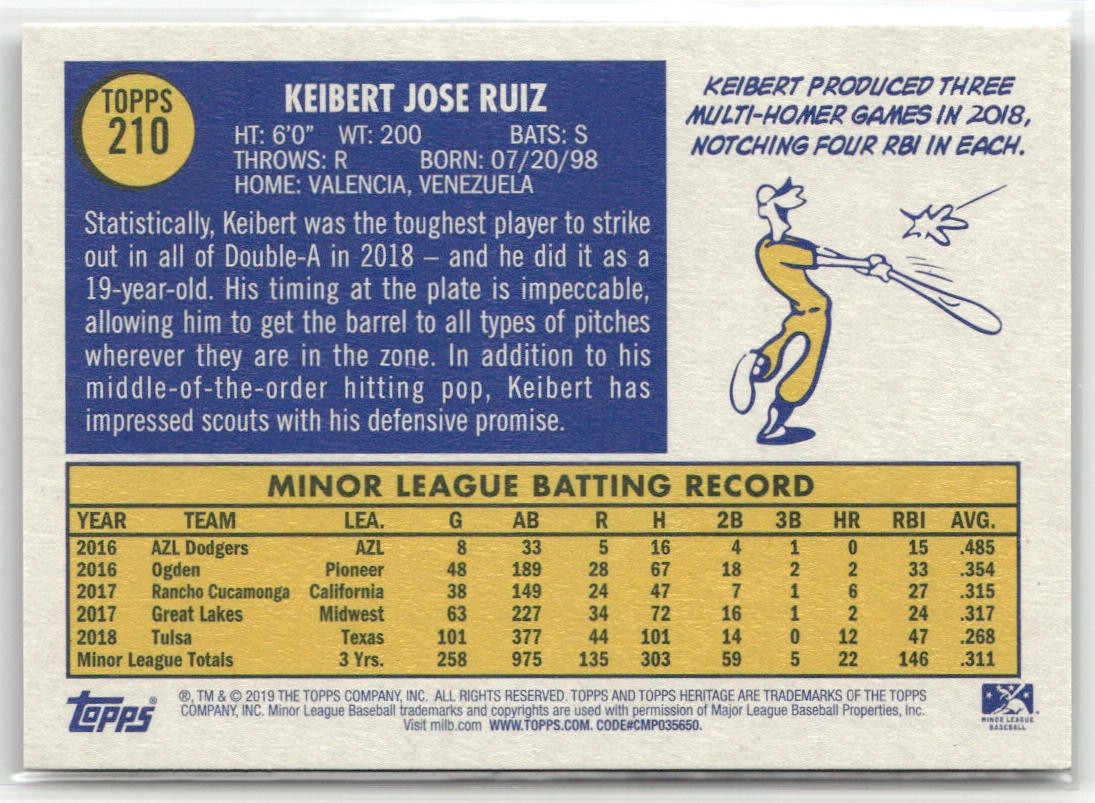 TOPPS
210
KEIBERT JOSE RUIZ
HT: 6'0" WT: 200 BATS: S
THROWS: R BORN: 07/20/98
HOME: VALENCIA, VENEZUELA
Statistically, Keibert was the toughest player to strike
out in all of Double-A in 2018 – and he did it as a
19-year-old. His timing at the plate is impeccable,
allowing him to get the barrel to all types of pitches
wherever they are in the zone. In addition to his
middle-of-the-order hitting pop, Keibert has
impressed scouts with his defensive promise.
KEIBERT PRODUCED THREE
MULTI-HOMER GAMES IN 2018,
NOTCHING FOUR RBI IN EACH.
MINOR LEAGUE BATTING RECORD
YEAR TEAM LEA. G AB R H 2B 3B HR RBI AVG.
2016 AZL Dodgers AZL 8 33 5 16 4 1 0 15 .485
2016 Ogden Pioneer 48 189 28 67 18 2 2 33 .354
2017 Rancho Cucamonga California 38 149 24 47 7 1 6 27 .315
2017 Great Lakes Midwest 63 227 34 72 16 1 2 24 .317
2018 Tulsa Texas 101 377 44 101 14 0 12 47 .268
Minor League Totals 3 Yrs. 258 975 135 303 59 5 22 146 .311
topps®
®, TM & © 2019 THE TOPPS COMPANY, INC. ALL RIGHTS RESERVED. TOPPS AND TOPPS HERITAGE ARE TRADEMARKS OF THE TOPPS
COMPANY, INC. Minor League Baseball trademarks and copyrights are used with permission of Major League Baseball Properties, Inc.
Visit milb.com WWW.TOPPS.COM. CODE#CMP035650.
MINOR LEAGUE
BASEBALL